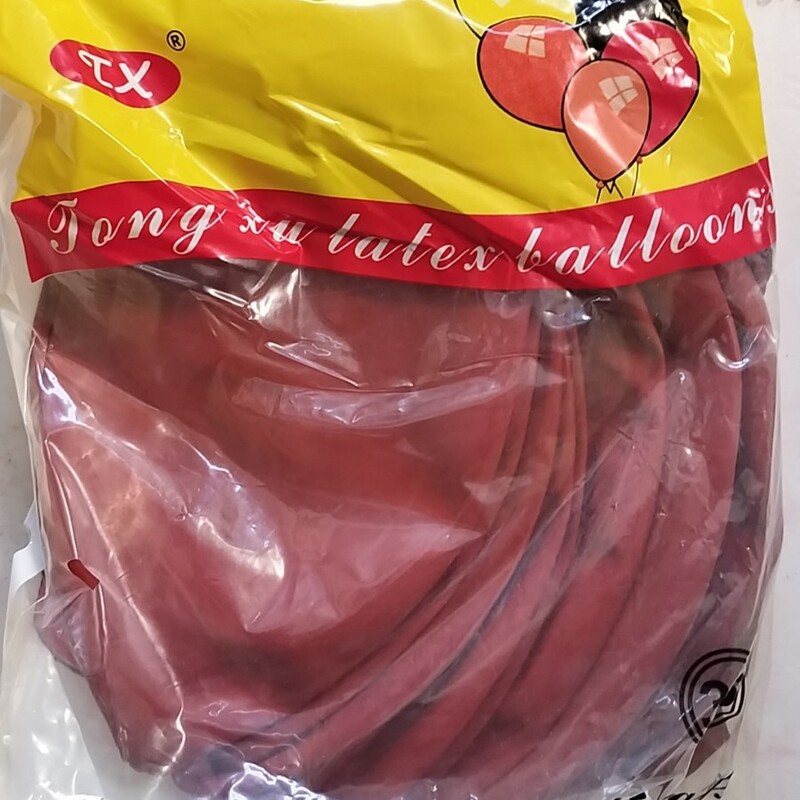 TX®
Tong xu latex balloons